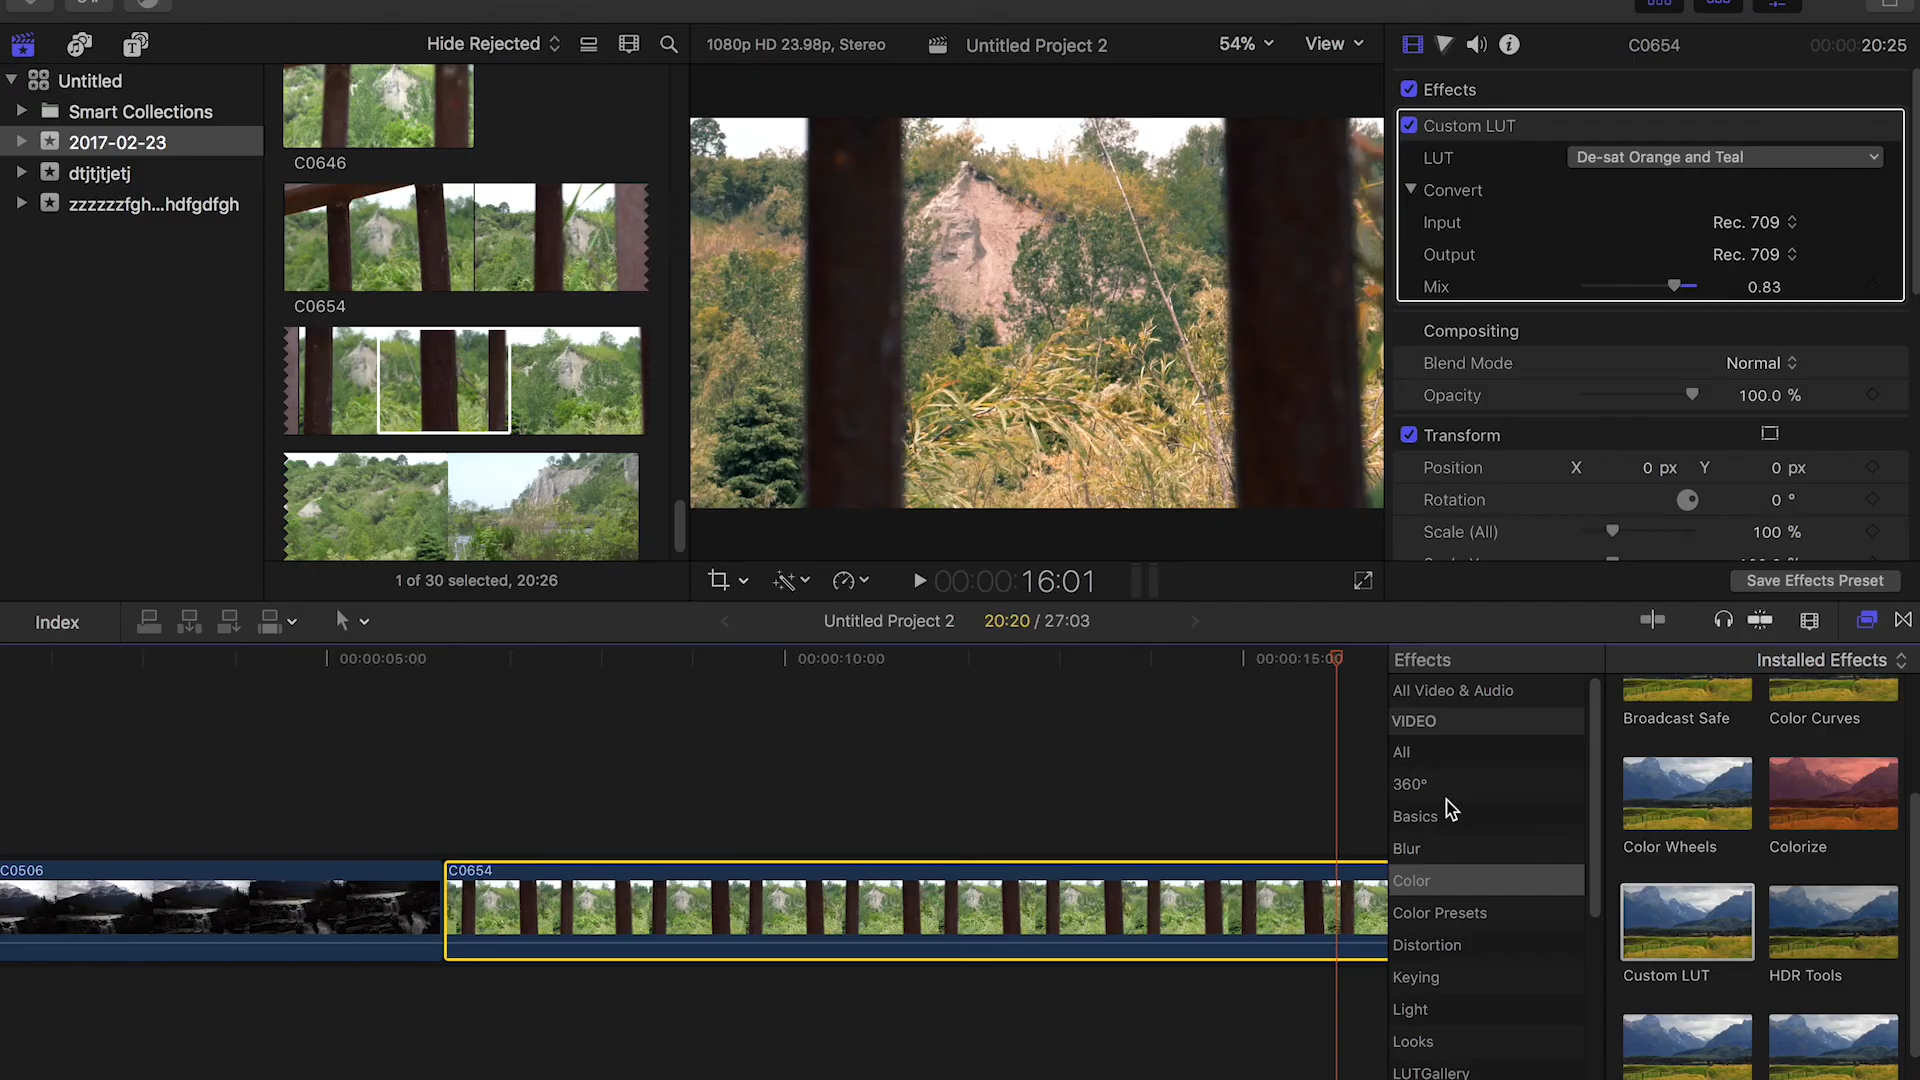 Hide Rejected
1080p HD 23.98p, Stereo
Untitled Project 2
54%
View
C0654
00:00:20:25
Untitled
Smart Collections
2017-02-23
dtjtjtjetj
zzzzzzfgh...hdfgdfgh
C0646
C0654
1 of 30 selected, 20:26
00:00:16:01
Effects
Custom LUT
LUT
De-sat Orange and Teal
Convert
Input
Rec. 709
Output
Rec. 709
Mix
0.83
Compositing
Blend Mode
Normal
Opacity
100.0 %
Transform
Position
X
0 px
Y
0 px
Rotation
0 °
Scale (All)
100 %
Save Effects Preset
Index
Untitled Project 2
20:20 / 27:03
00:00:05:00
00:00:10:00
00:00:15:00
C0506
C0654
Effects
Installed Effects
All Video & Audio
VIDEO
All
360°
Basics
Blur
Color
Color Presets
Distortion
Keying
Light
Looks
LUTGallery
Broadcast Safe
Color Curves
Color Wheels
Colorize
Custom LUT
HDR Tools